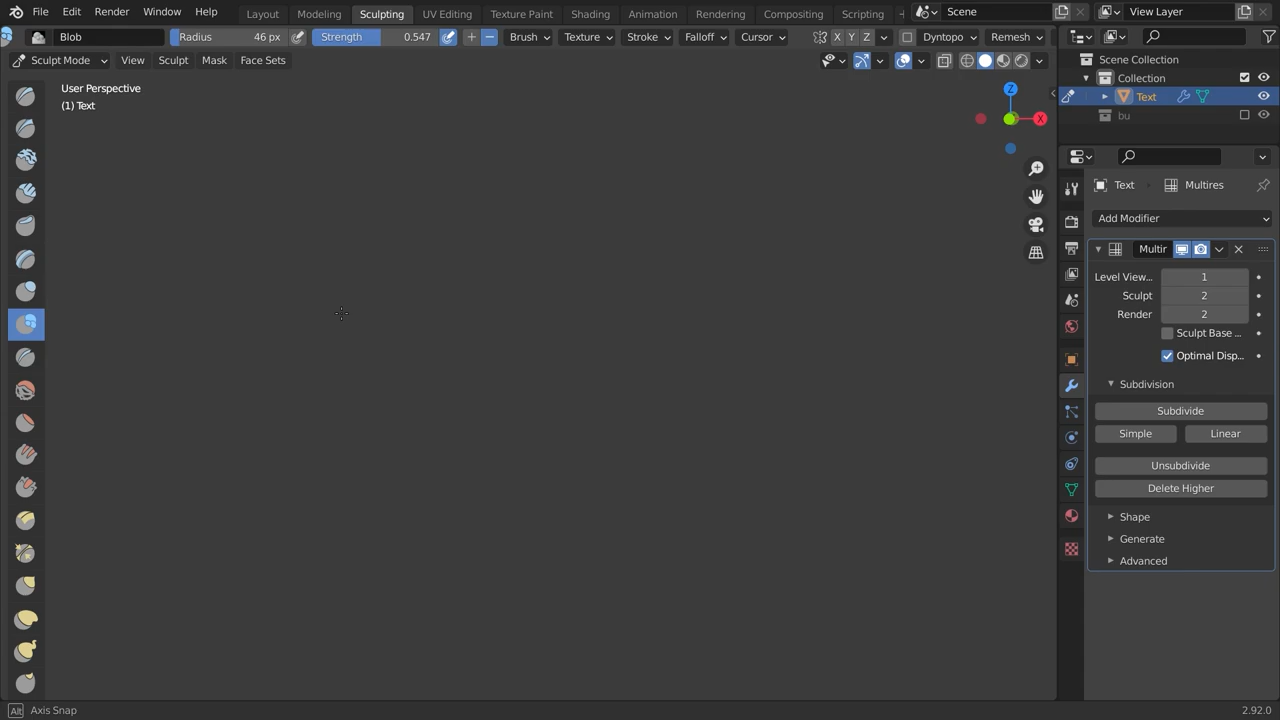 File Edit Render Window Help Layout Modeling Sculpting UV Editing Texture Paint Shading Animation Rendering Compositing Scripting Scene View Layer
Blob Radius 46 px Strength 0.547 Brush Texture Stroke Falloff Cursor X Y Z Dyntopo Remesh
Sculpt Mode View Sculpt Mask Face Sets
User Perspective
(1) Text
Z
X
Scene Collection
Collection
Text
bu
Text Multires
Add Modifier
Multir
Level View... 1
Sculpt 2
Render 2
Sculpt Base ...
Optimal Disp...
Subdivision
Subdivide
Simple Linear
Unsubdivide
Delete Higher
Shape
Generate
Advanced
Alt Axis Snap 2.92.0